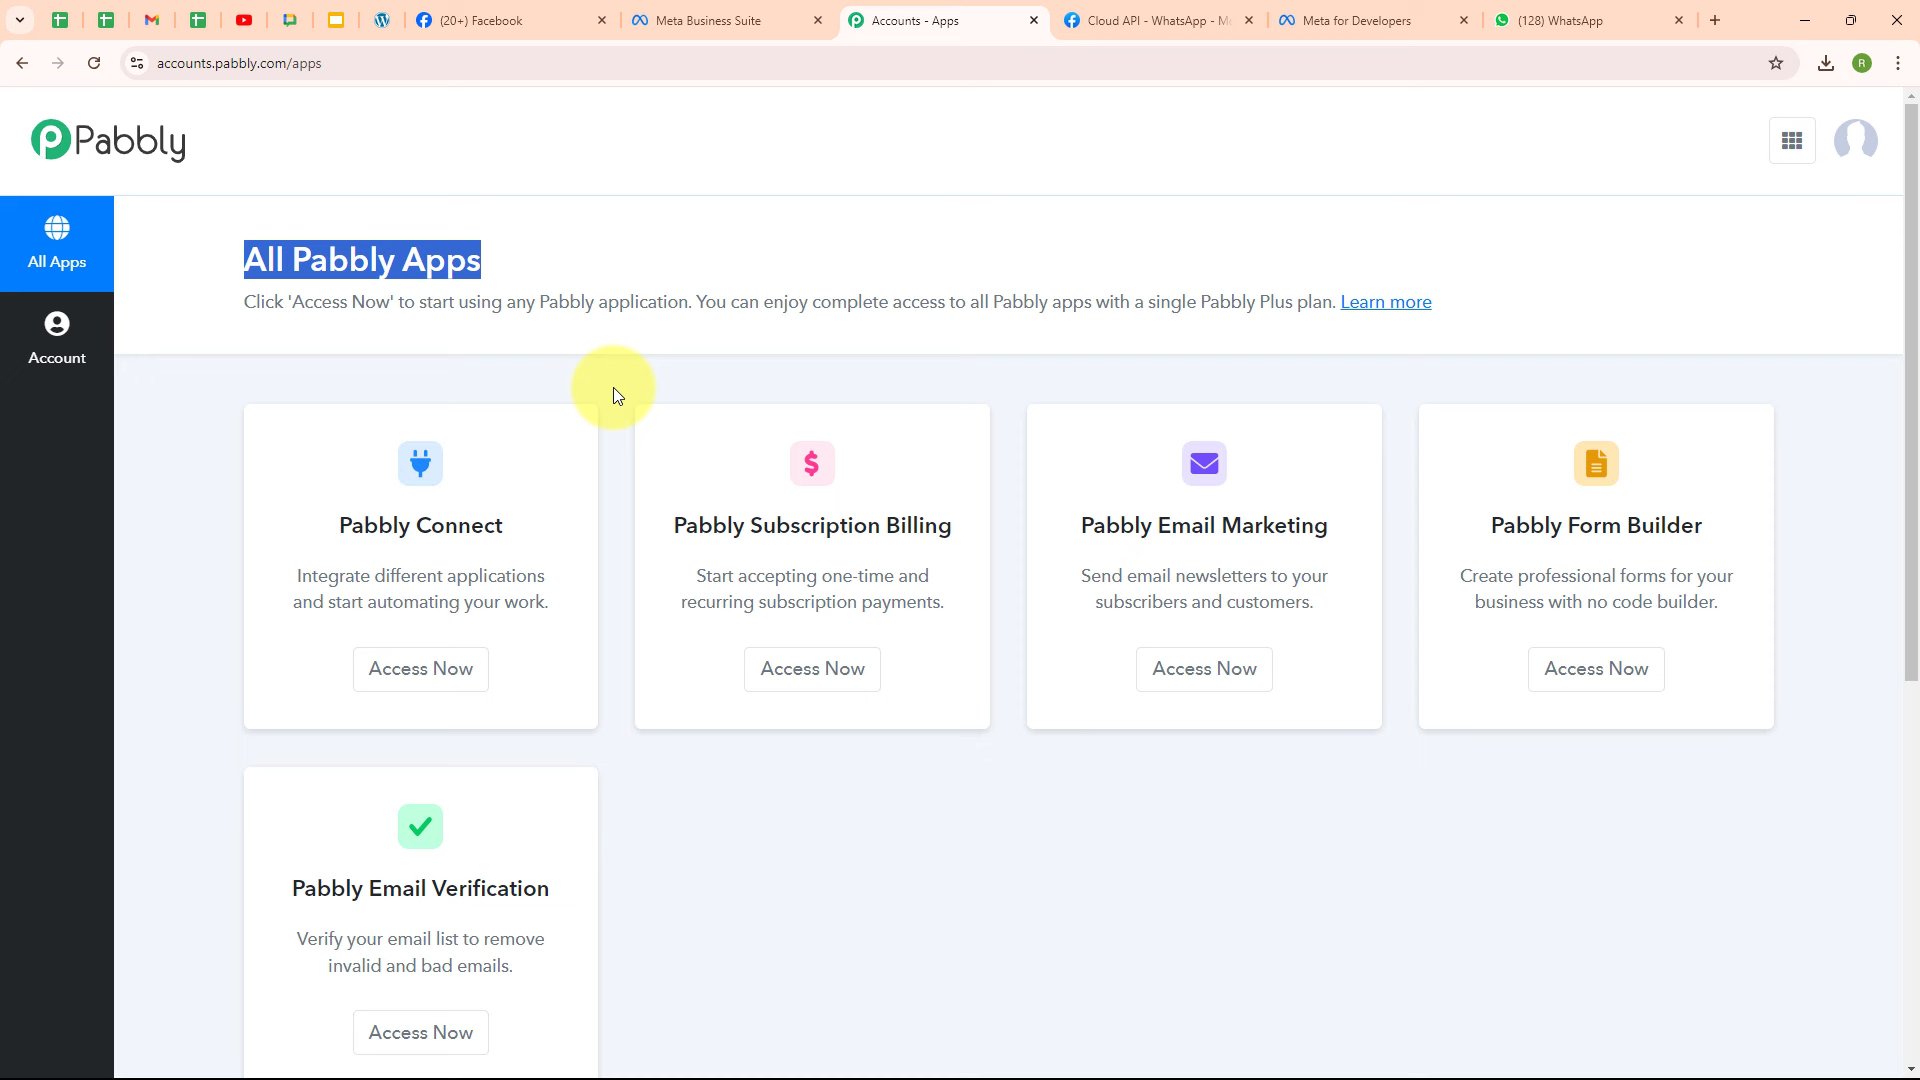 (20+) Facebook
Meta Business Suite
Accounts - Apps
Cloud API - WhatsApp - M
Meta for Developers
(128) WhatsApp
accounts.pabbly.com/apps
R
Pabbly
All Apps
Account
All Pabbly Apps
Click 'Access Now' to start using any Pabbly application. You can enjoy complete access to all Pabbly apps with a single Pabbly Plus plan. Learn more
Pabbly Connect
Integrate different applications
and start automating your work.
Access Now
Pabbly Subscription Billing
Start accepting one-time and
recurring subscription payments.
Access Now
Pabbly Email Marketing
Send email newsletters to your
subscribers and customers.
Access Now
Pabbly Form Builder
Create professional forms for your
business with no code builder.
Access Now
Pabbly Email Verification
Verify your email list to remove
invalid and bad emails.
Access Now